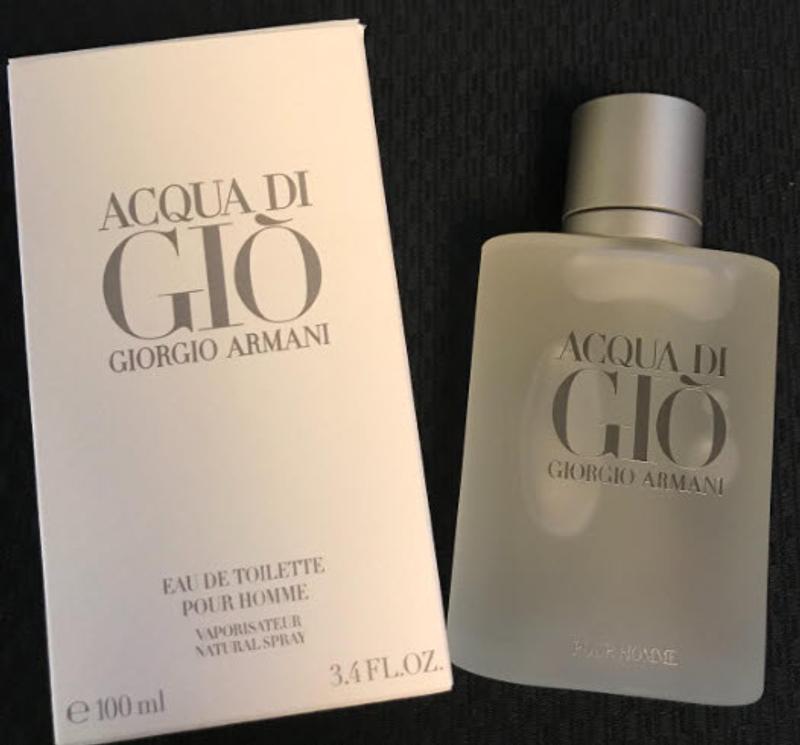 ACQUA DI
GIÒ
GIORGIO ARMANI
EAU DE TOILETTE
POUR HOMME
VAPORISATEUR
NATURAL SPRAY
e 100 ml
3.4 FL.OZ.
ACQUA DI
GIÒ
GIORGIO ARMANI
POUR HOMME